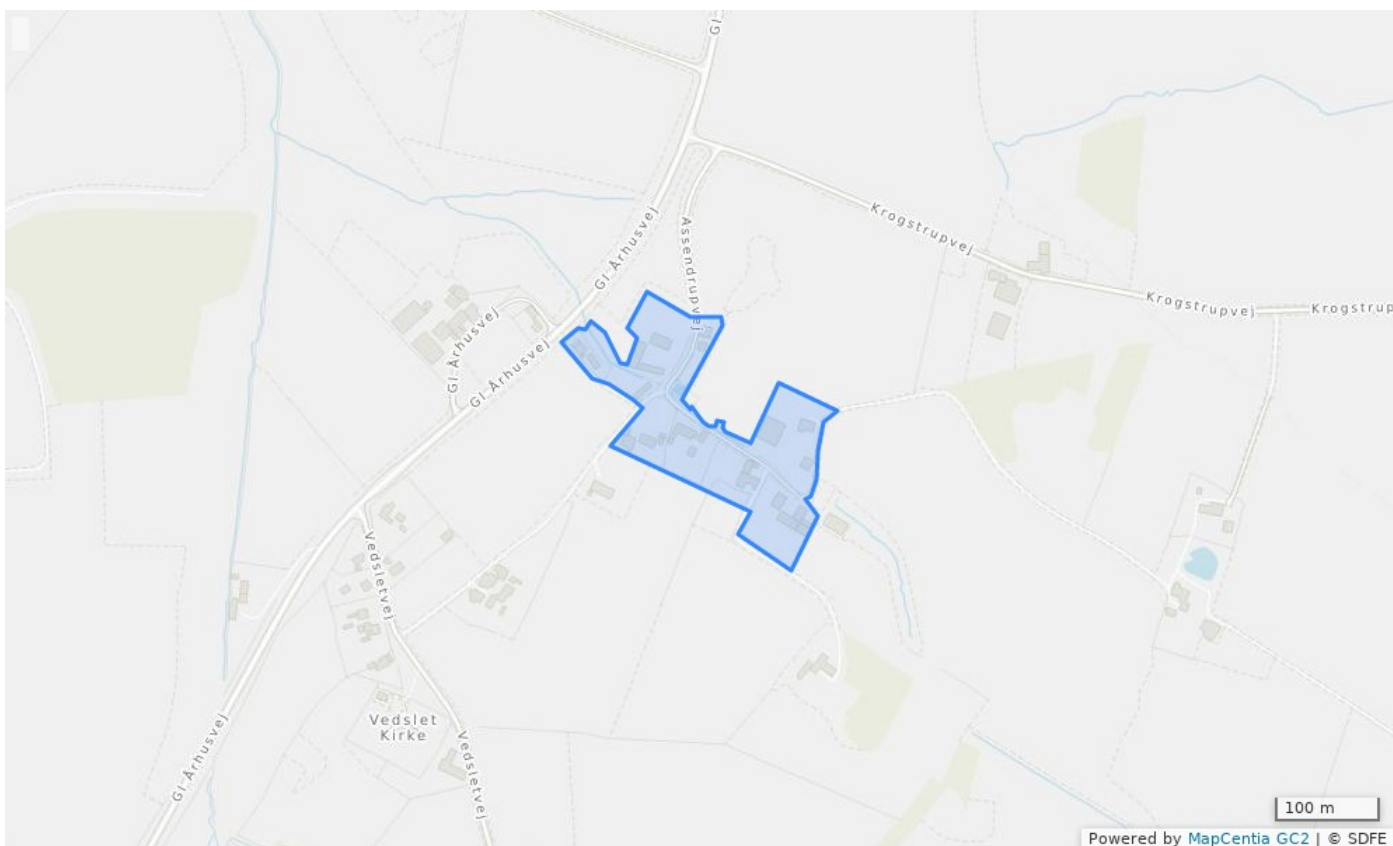 Gl
Gl Århusvej
Assendrupvej
Krogstrupvej
Krogstrupvej
Krogstrup
Gl Århusvej
Gl Århusvej
Vedsletvej
Vedslet
Kirke
Vedsletvej
Gl Århusvej
100 m
Powered by MapCentia GC2 | © SDFE